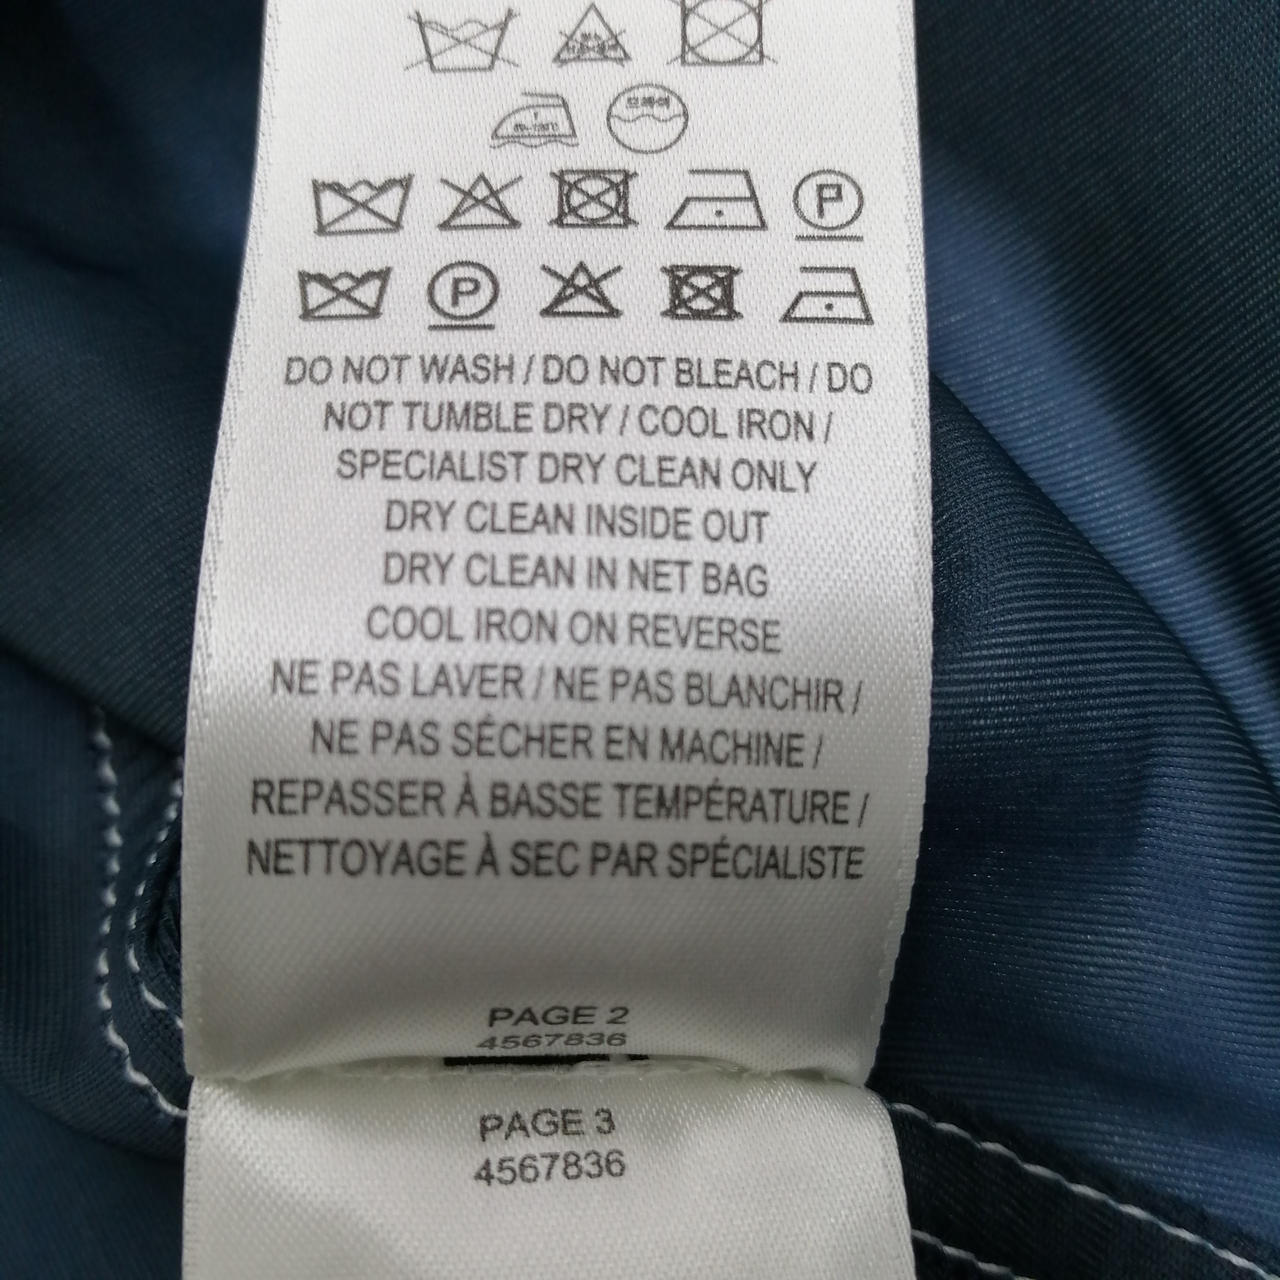 P
P
DO NOT WASH / DO NOT BLEACH / DO
NOT TUMBLE DRY / COOL IRON /
SPECIALIST DRY CLEAN ONLY
DRY CLEAN INSIDE OUT
DRY CLEAN IN NET BAG
COOL IRON ON REVERSE
NE PAS LAVER / NE PAS BLANCHIR /
NE PAS SÉCHER EN MACHINE /
REPASSER À BASSE TEMPÉRATURE /
NETTOYAGE À SEC PAR SPÉCIALISTE
PAGE 2
4567836
PAGE 3
4567836